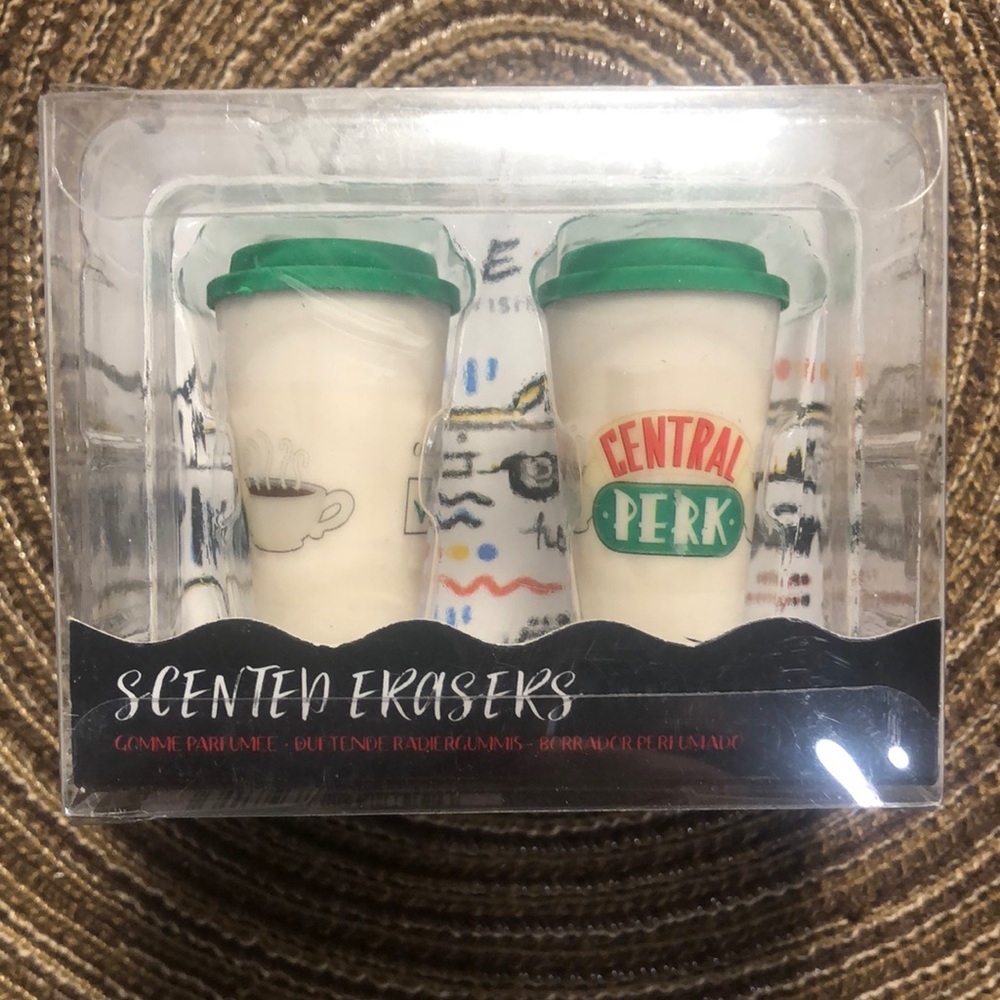 E
CENTRAL
PERK
SCENTED ERASERS
GOMME PARFUMEE · DUFTENDE RADIERGUMMIS · BORRADOR PERFUMADO